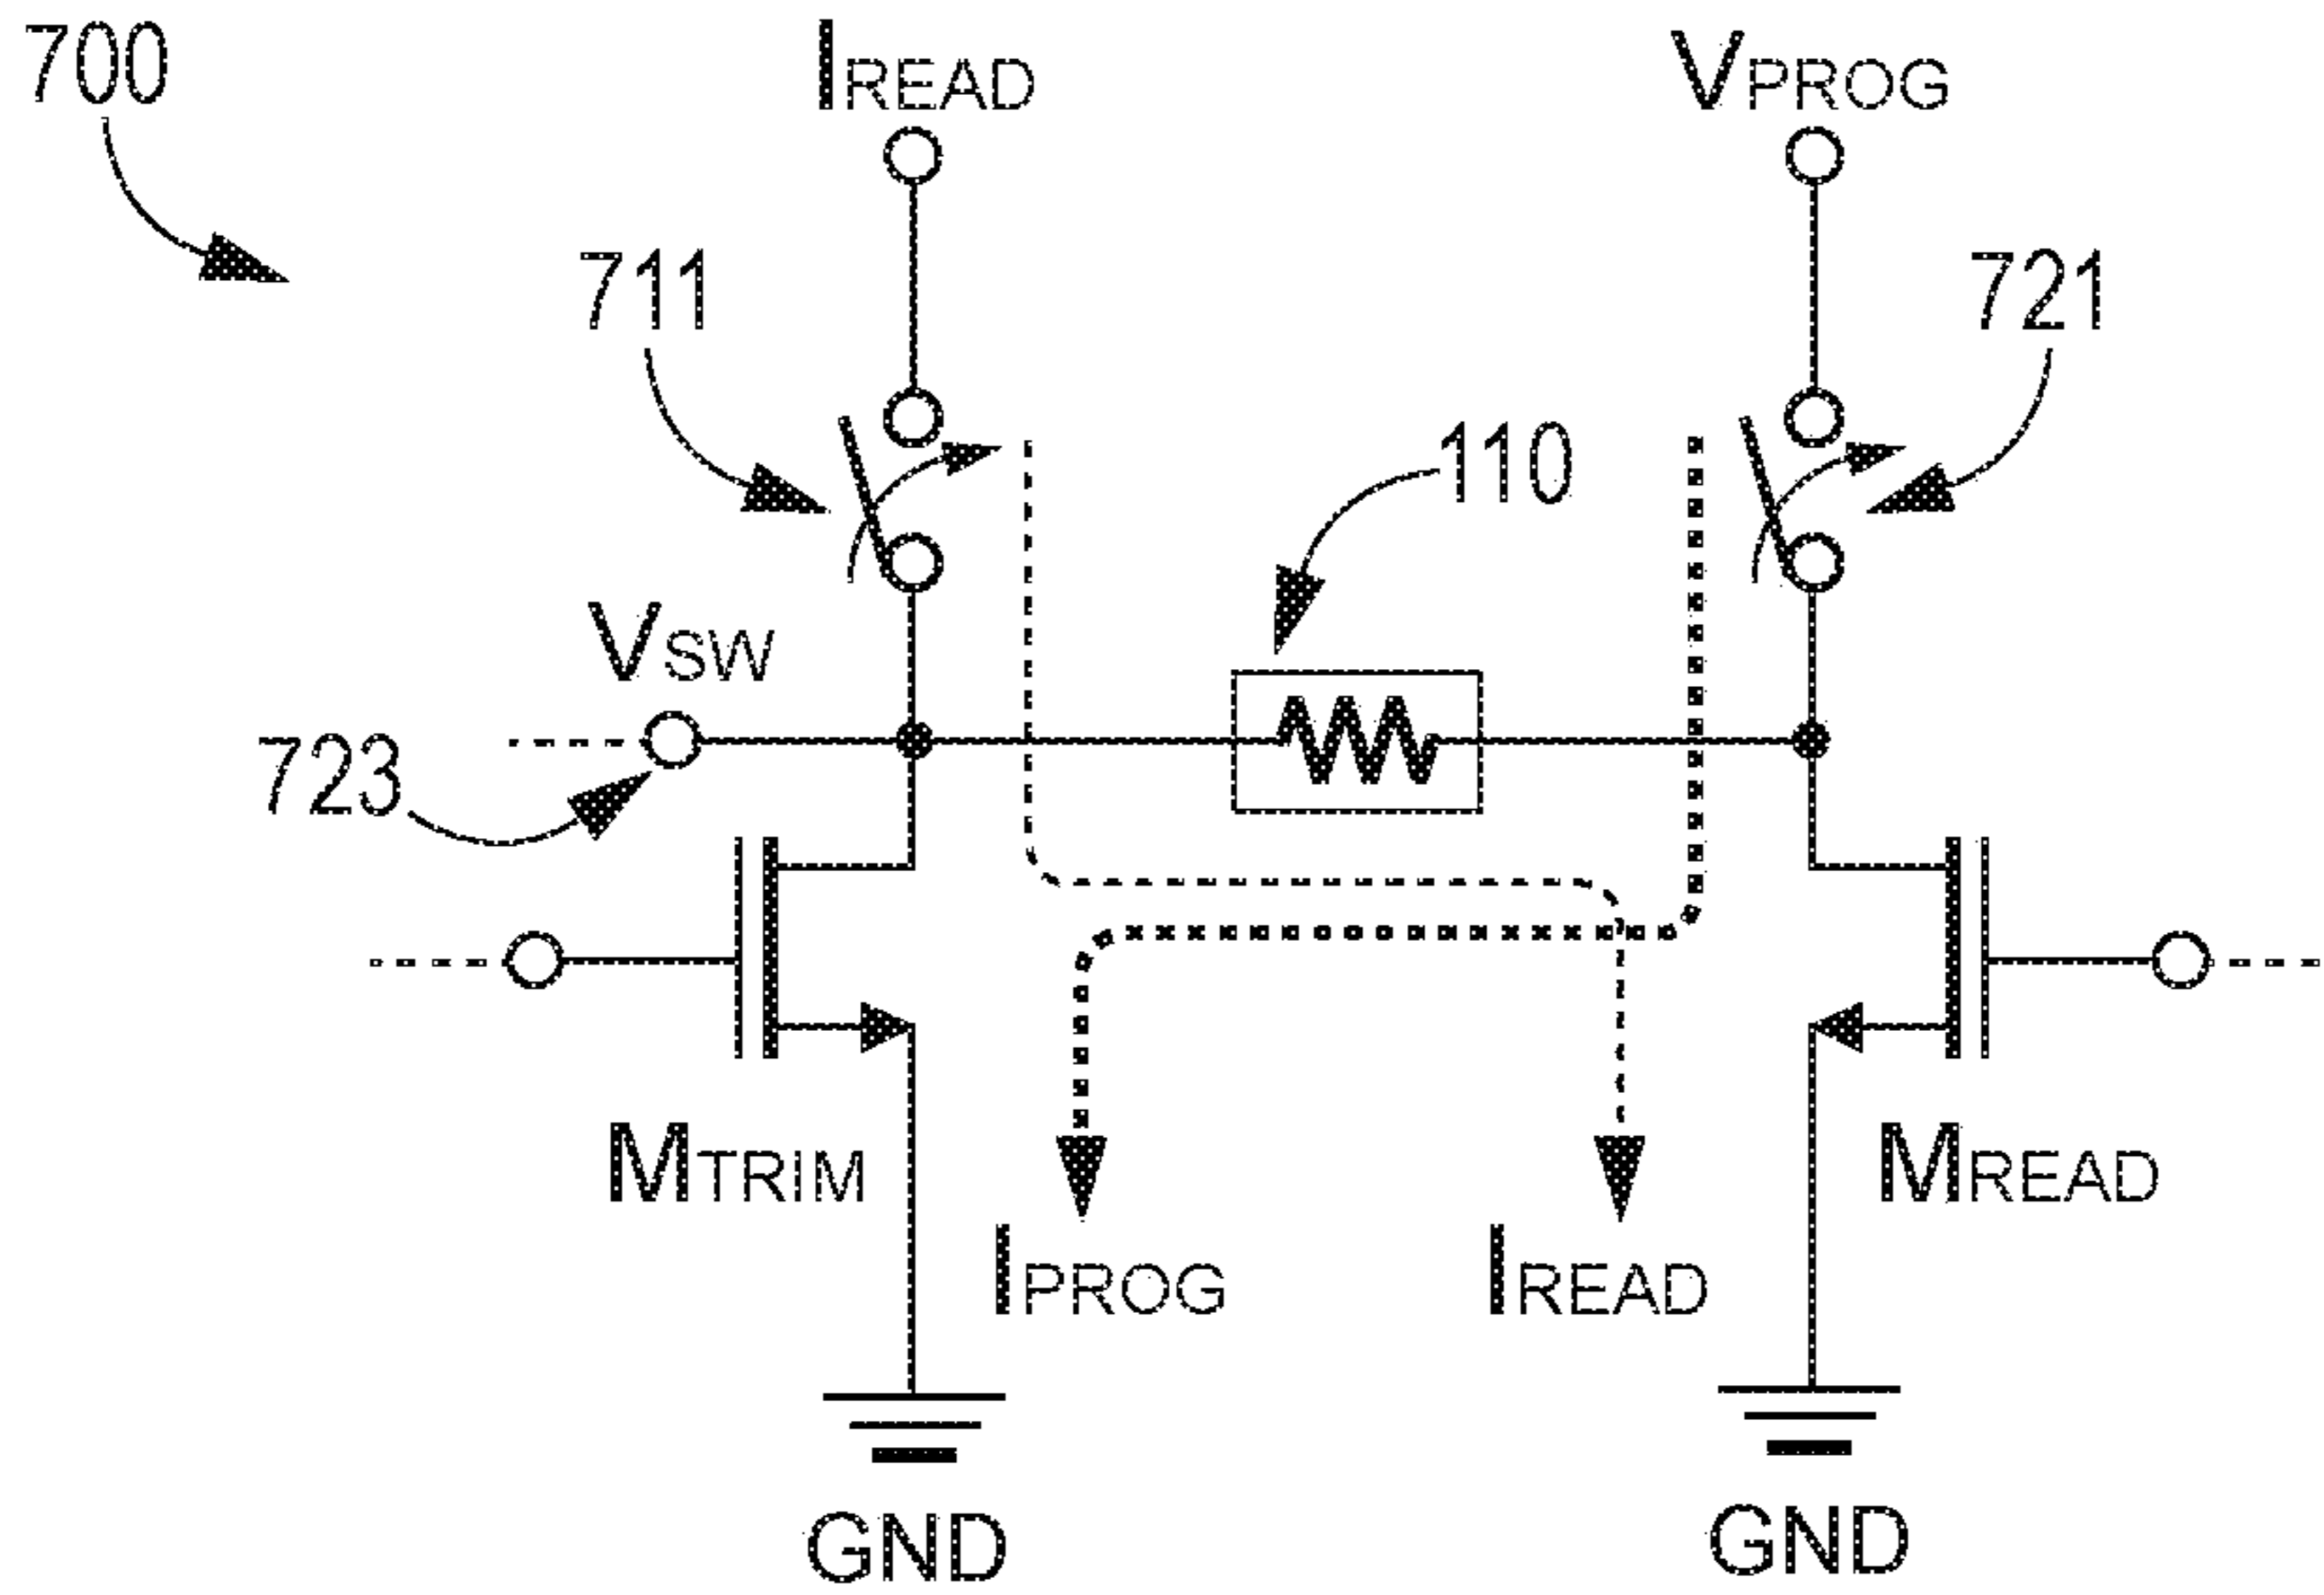 700
IREAD
VPROG
711
721
110
VSW
723
MTRIM
MREAD
IPROG
IREAD
GND
GND